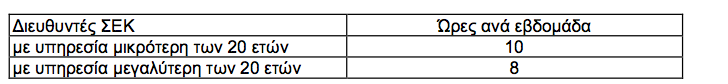 Διευθυντές ΣΕΚ Ώρες ανά εβδομάδα
με υπηρεσία μικρότερη των 20 ετών 10
με υπηρεσία μεγαλύτερη των 20 ετών 8